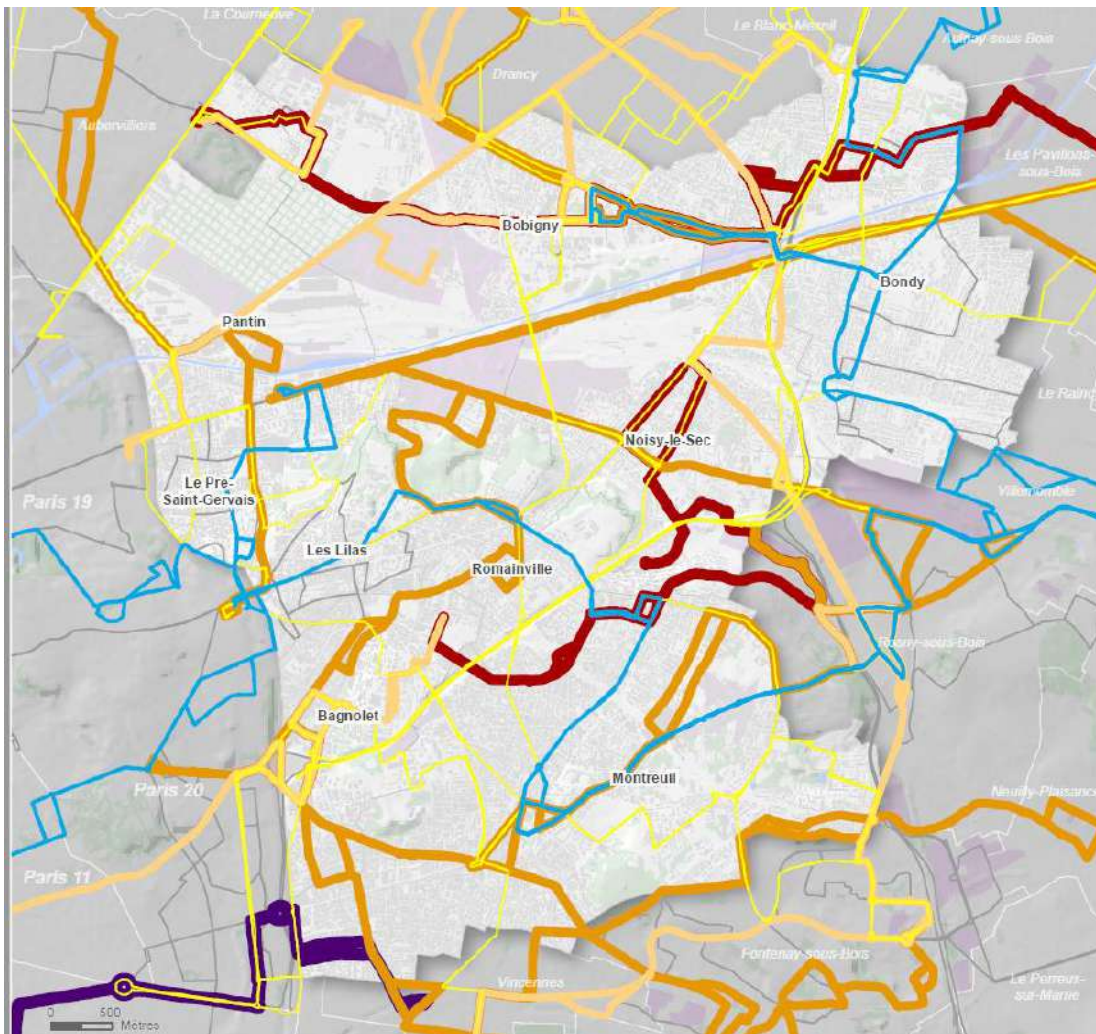 La Courneuve
Le Blanc-Mesnil
Aulnay-sous Bois
Drancy
Aubervilliers
Les Pavillons-
sous-Bois
Bobigny
Bondy
Pantin
Le Rainc
Noisy-le-Sec
Le Pré-
Saint-Gervais
Villemomble
Paris 19
Les Lilas
Romainville
Rosny-sous-Bois
Bagnolet
Montreuil
Paris 20
Neuilly-Plaisance
Paris 11
Fontenay-sous-Bois
Vincennes
Le Perreux-
sur-Marne
0 500
Mètres